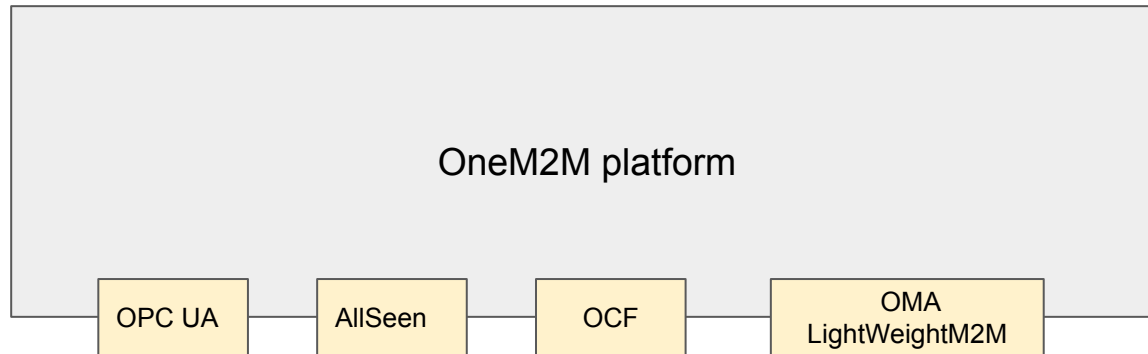 OneM2M platform
OPC UA
AllSeen
OCF
OMA
LightWeightM2M